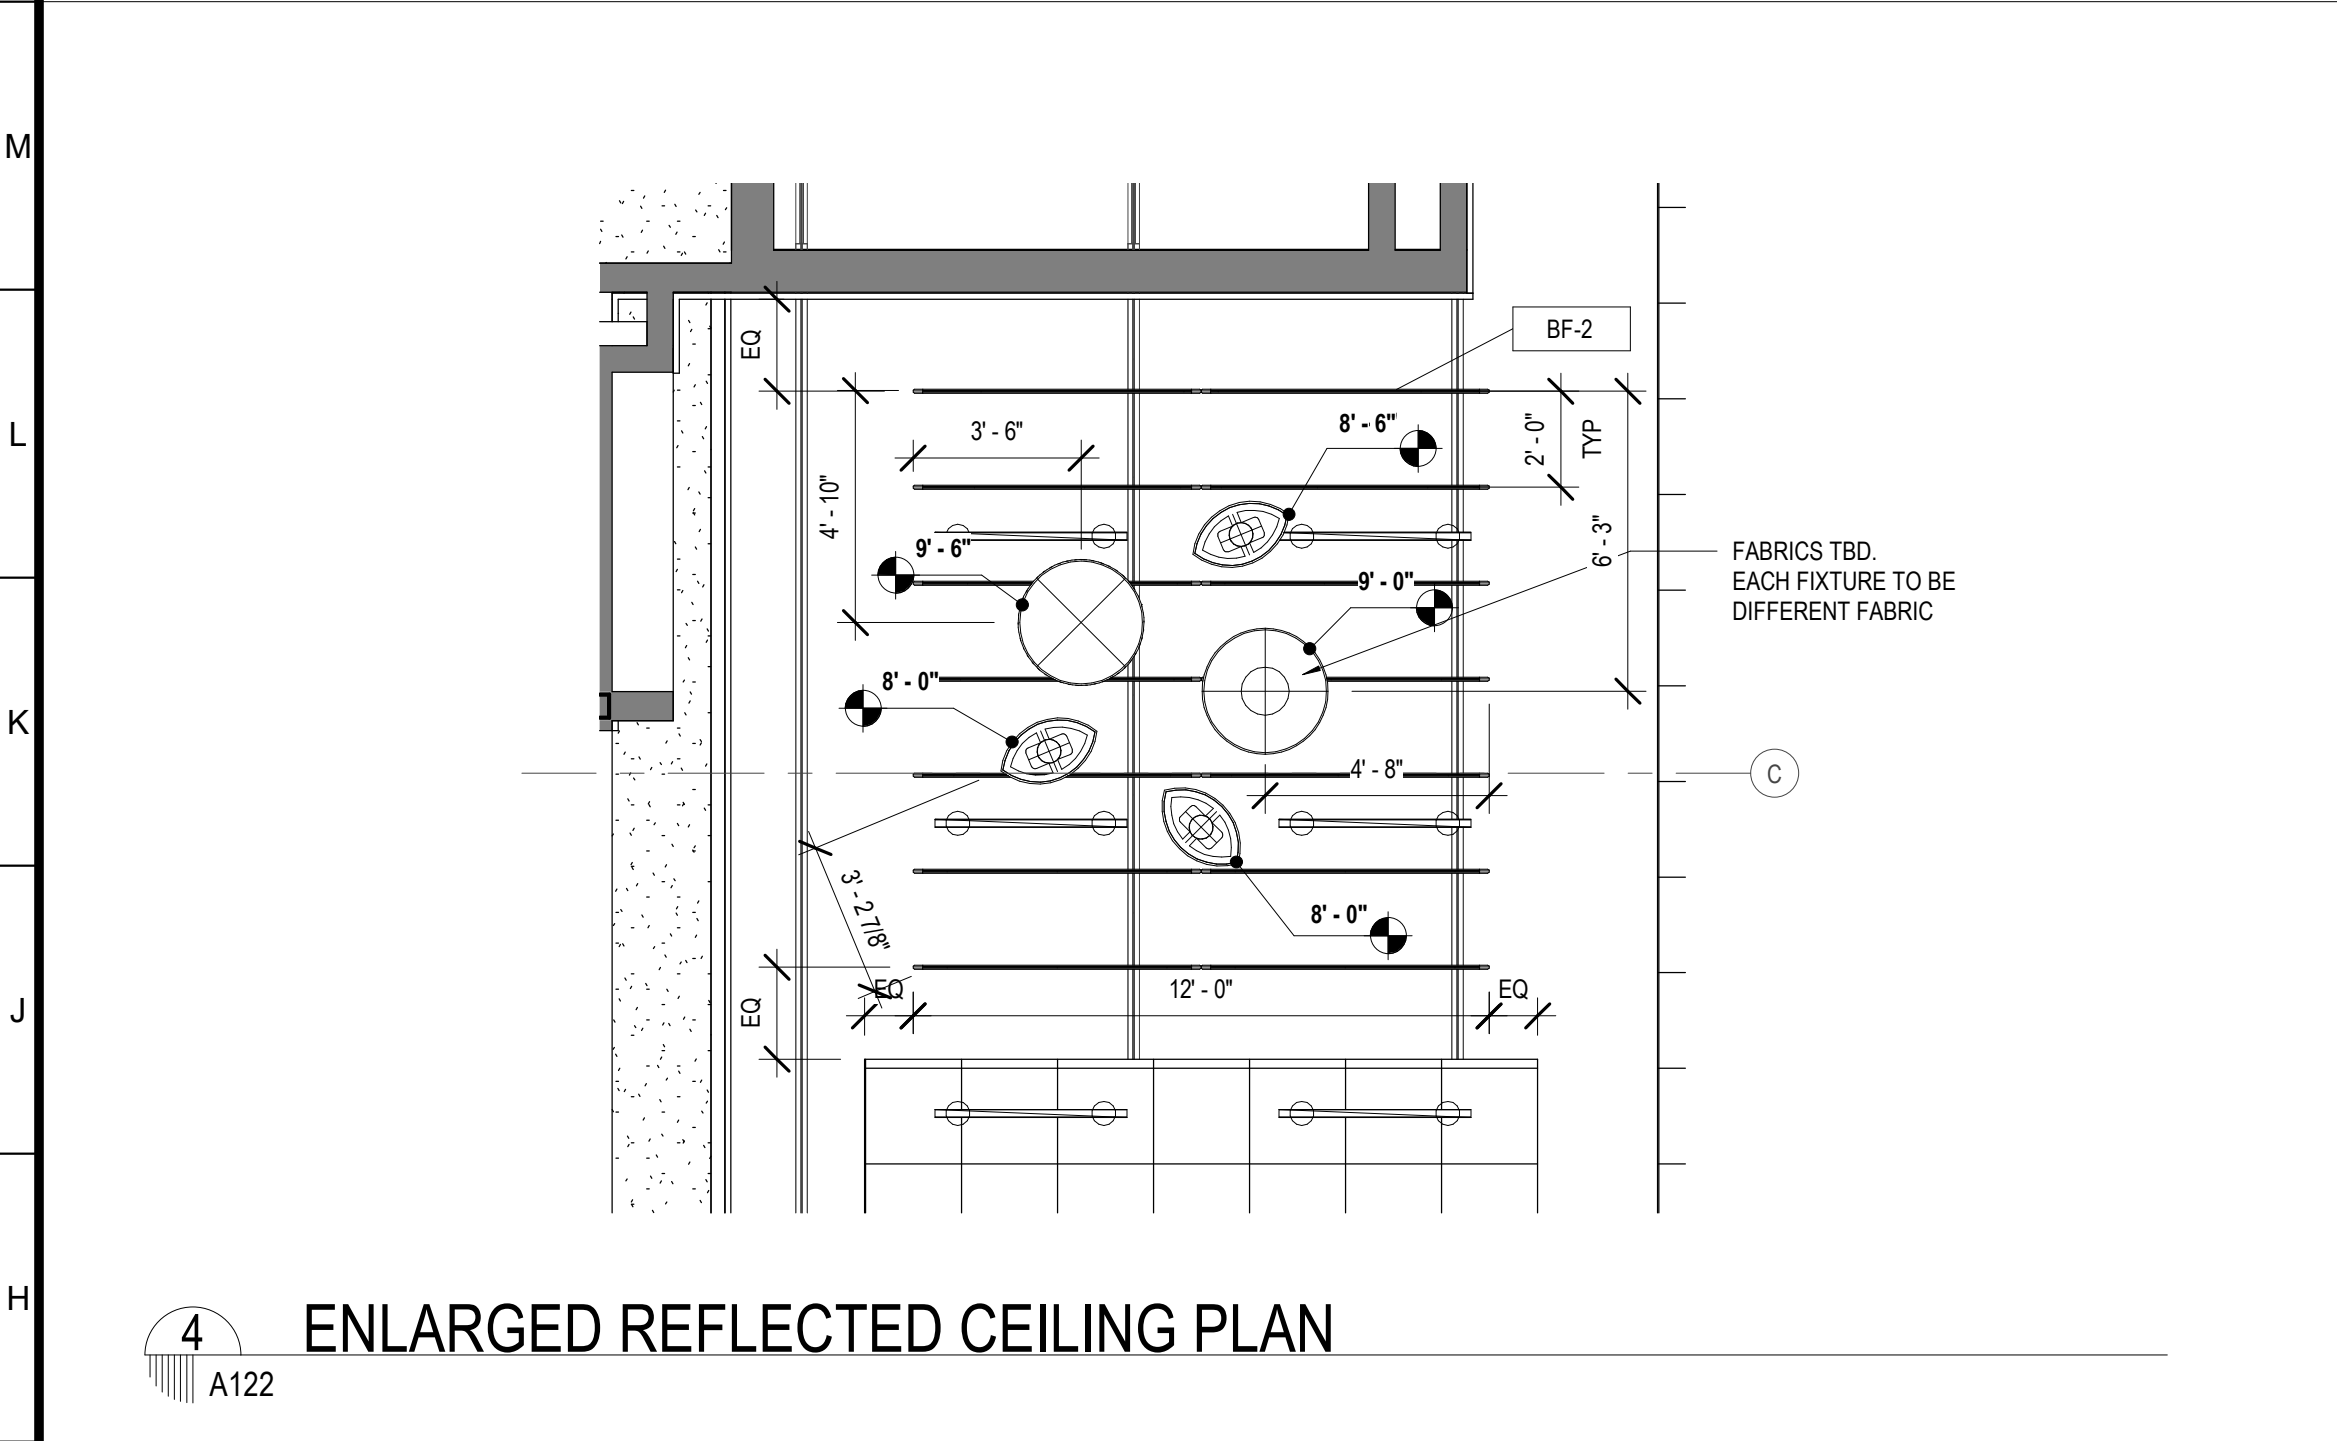 M
BF-2
EQ
L
8' - 6"
3' - 6"
2' - 0"
TYP
4' - 10"
6' - 3"
9' - 6"
FABRICS TBD.
EACH FIXTURE TO BE
DIFFERENT FABRIC
9' - 0"
8' - 0"
K
4' - 8"
C
3' - 2 7/8"
8' - 0"
J
EQ
EQ
12' - 0"
EQ
H
4
ENLARGED REFLECTED CEILING PLAN
A122